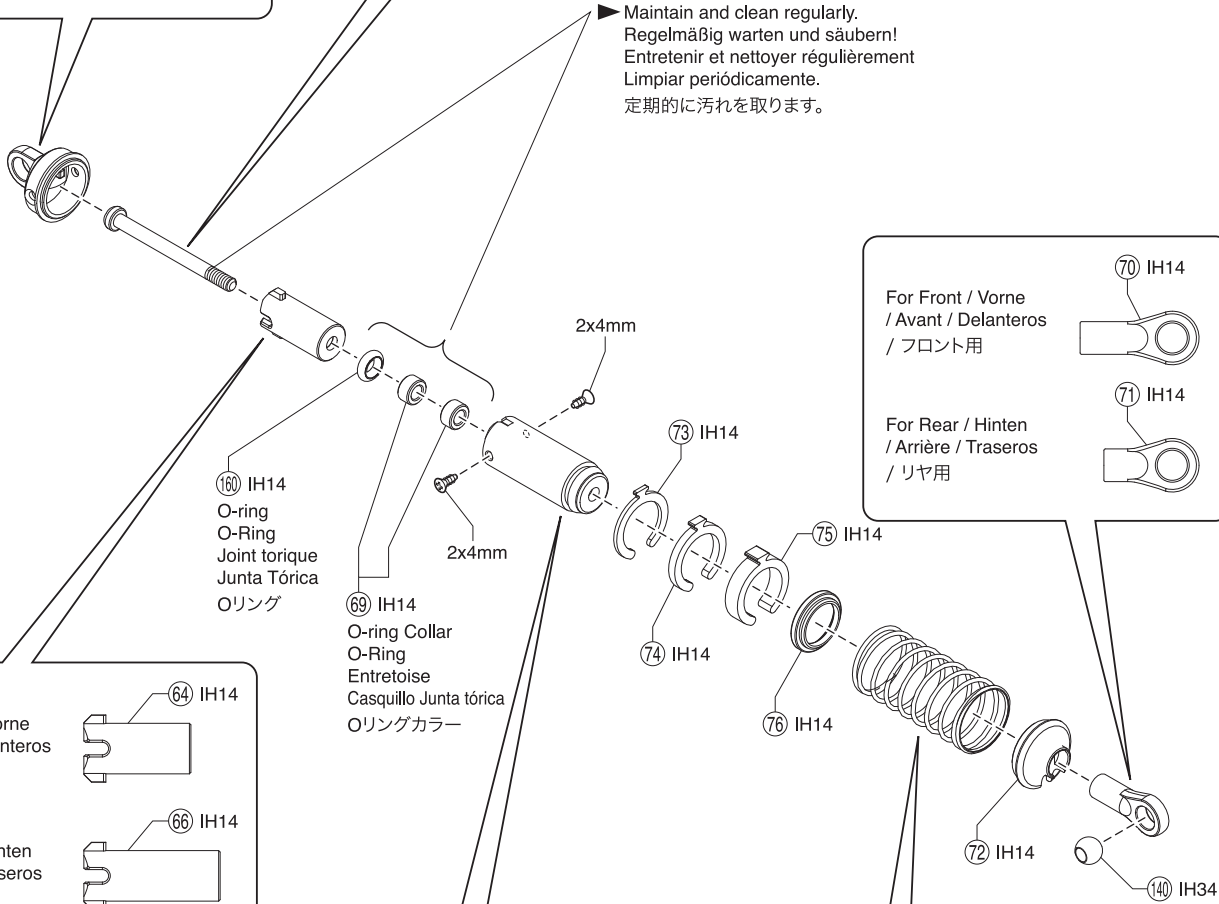 Maintain and clean regularly.
Regelmäßig warten und säubern!
Entretenir et nettoyer régulièrement
Limpiar periódicamente.
定期的に汚れを取ります。
70 IH14
For Front / Vorne
/ Avant / Delanteros
/ フロント用
71 IH14
For Rear / Hinten
/ Arrière / Traseros
/ リヤ用
2x4mm
73 IH14
160 IH14
O-ring
O-Ring
Joint torique
Junta Tórica
Oリング
2x4mm
75 IH14
69 IH14
O-ring Collar
O-Ring
Entretoise
Casquillo Junta tórica
Oリングカラー
74 IH14
76 IH14
64 IH14
orne
nteros
66 IH14
nten
seros
72 IH14
140 IH34